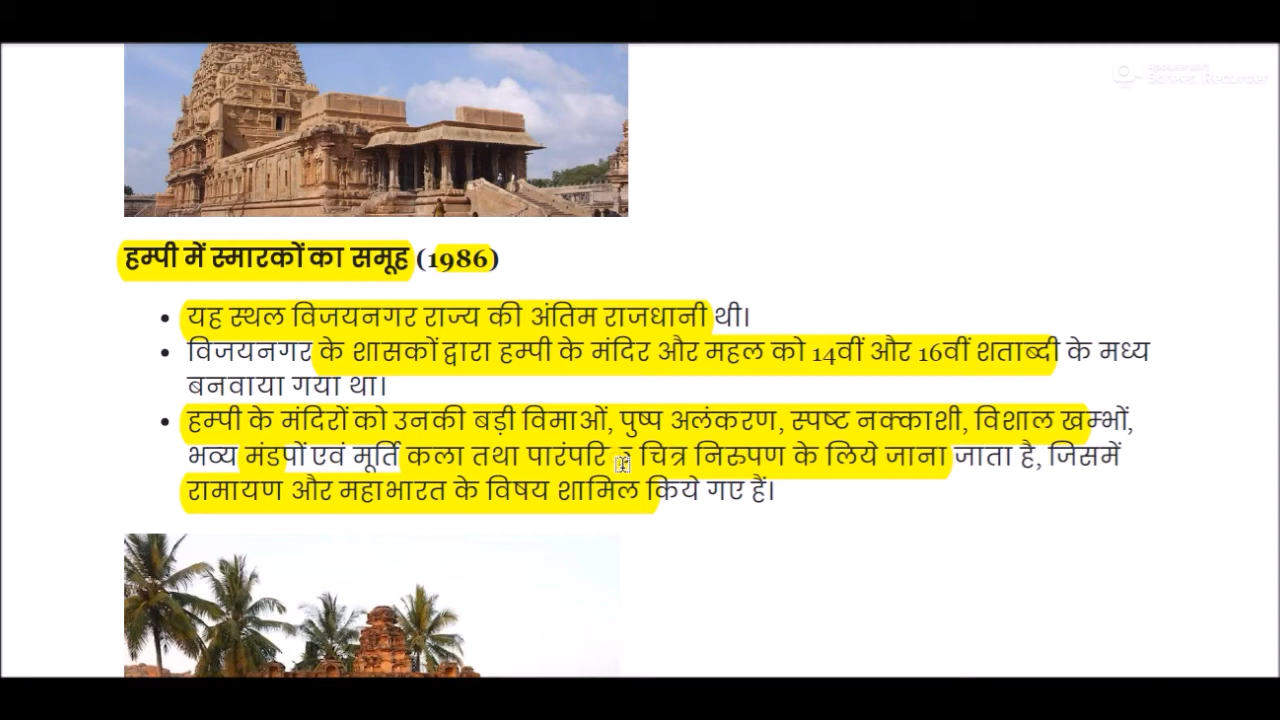 Screen Recorder
हम्पी में स्मारकों का समूह (1986)
यह स्थल विजयनगर राज्य की अंतिम राजधानी थी।
विजयनगर के शासकों द्वारा हम्पी के मंदिर और महल को 14वीं और 16वीं शताब्दी के मध्य
बनवाया गया था।
हम्पी के मंदिरों को उनकी बड़ी विमाओं, पुष्प अलंकरण, स्पष्ट नक्काशी, विशाल खम्भों,
भव्य मंडपों एवं मूर्ति कला तथा चित्र निरुपण के लिये जाना जाता है, जिसमें
रामायण और महाभारत के विषय शामिल किये गए हैं।